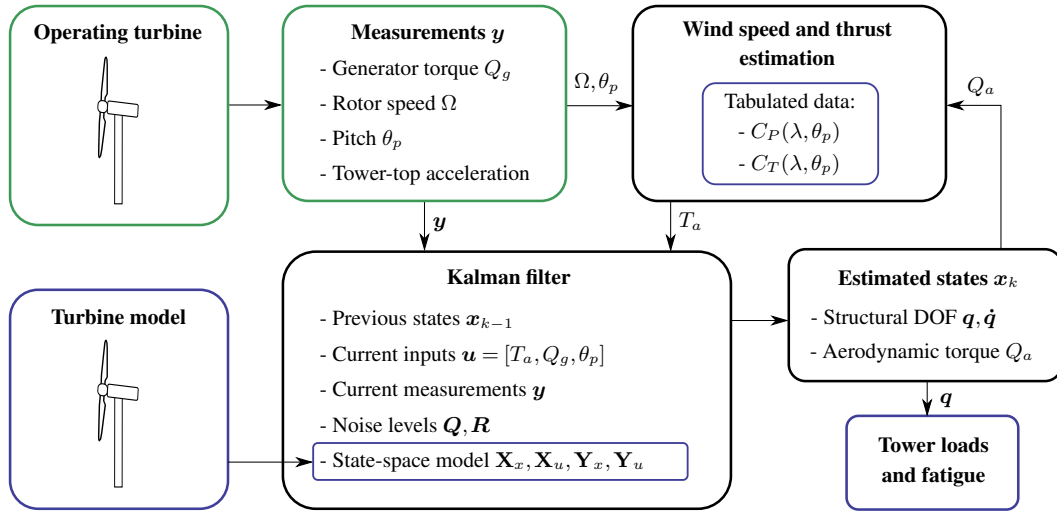 Operating turbine
Measurements y
- Generator torque Q_g
- Rotor speed Ω
- Pitch θ_p
- Tower-top acceleration
Ω, θ_p
Wind speed and thrust
estimation
Tabulated data:
- C_P(λ, θ_p)
- C_T(λ, θ_p)
Q_a
y
T_a
Turbine model
Kalman filter
- Previous states x_{k−1}
- Current inputs u = [T_a, Q_g, θ_p]
- Current measurements y
- Noise levels Q, R
- State-space model X_x, X_u, Y_x, Y_u
Estimated states x_k
- Structural DOF q, q̇
- Aerodynamic torque Q_a
q
Tower loads
and fatigue